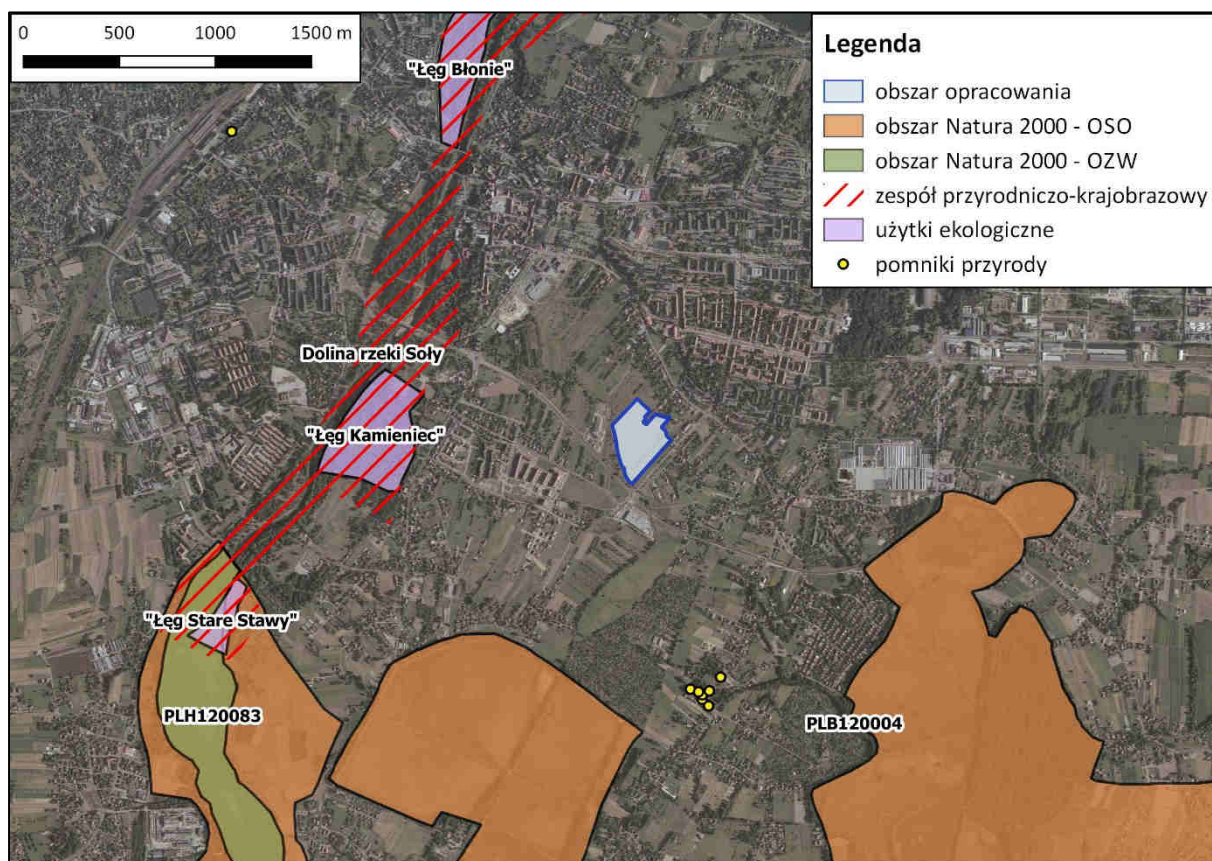 0 500 1000 1500 m
Legenda
obszar opracowania
obszar Natura 2000 - OSO
obszar Natura 2000 - OZW
zespół przyrodniczo-krajobrazowy
użytki ekologiczne
pomniki przyrody
"Łęg Błonie"
Dolina rzeki Soły
"Łęg Kamieniec"
"Łęg Stare Stawy"
PLH120083
PLB120004